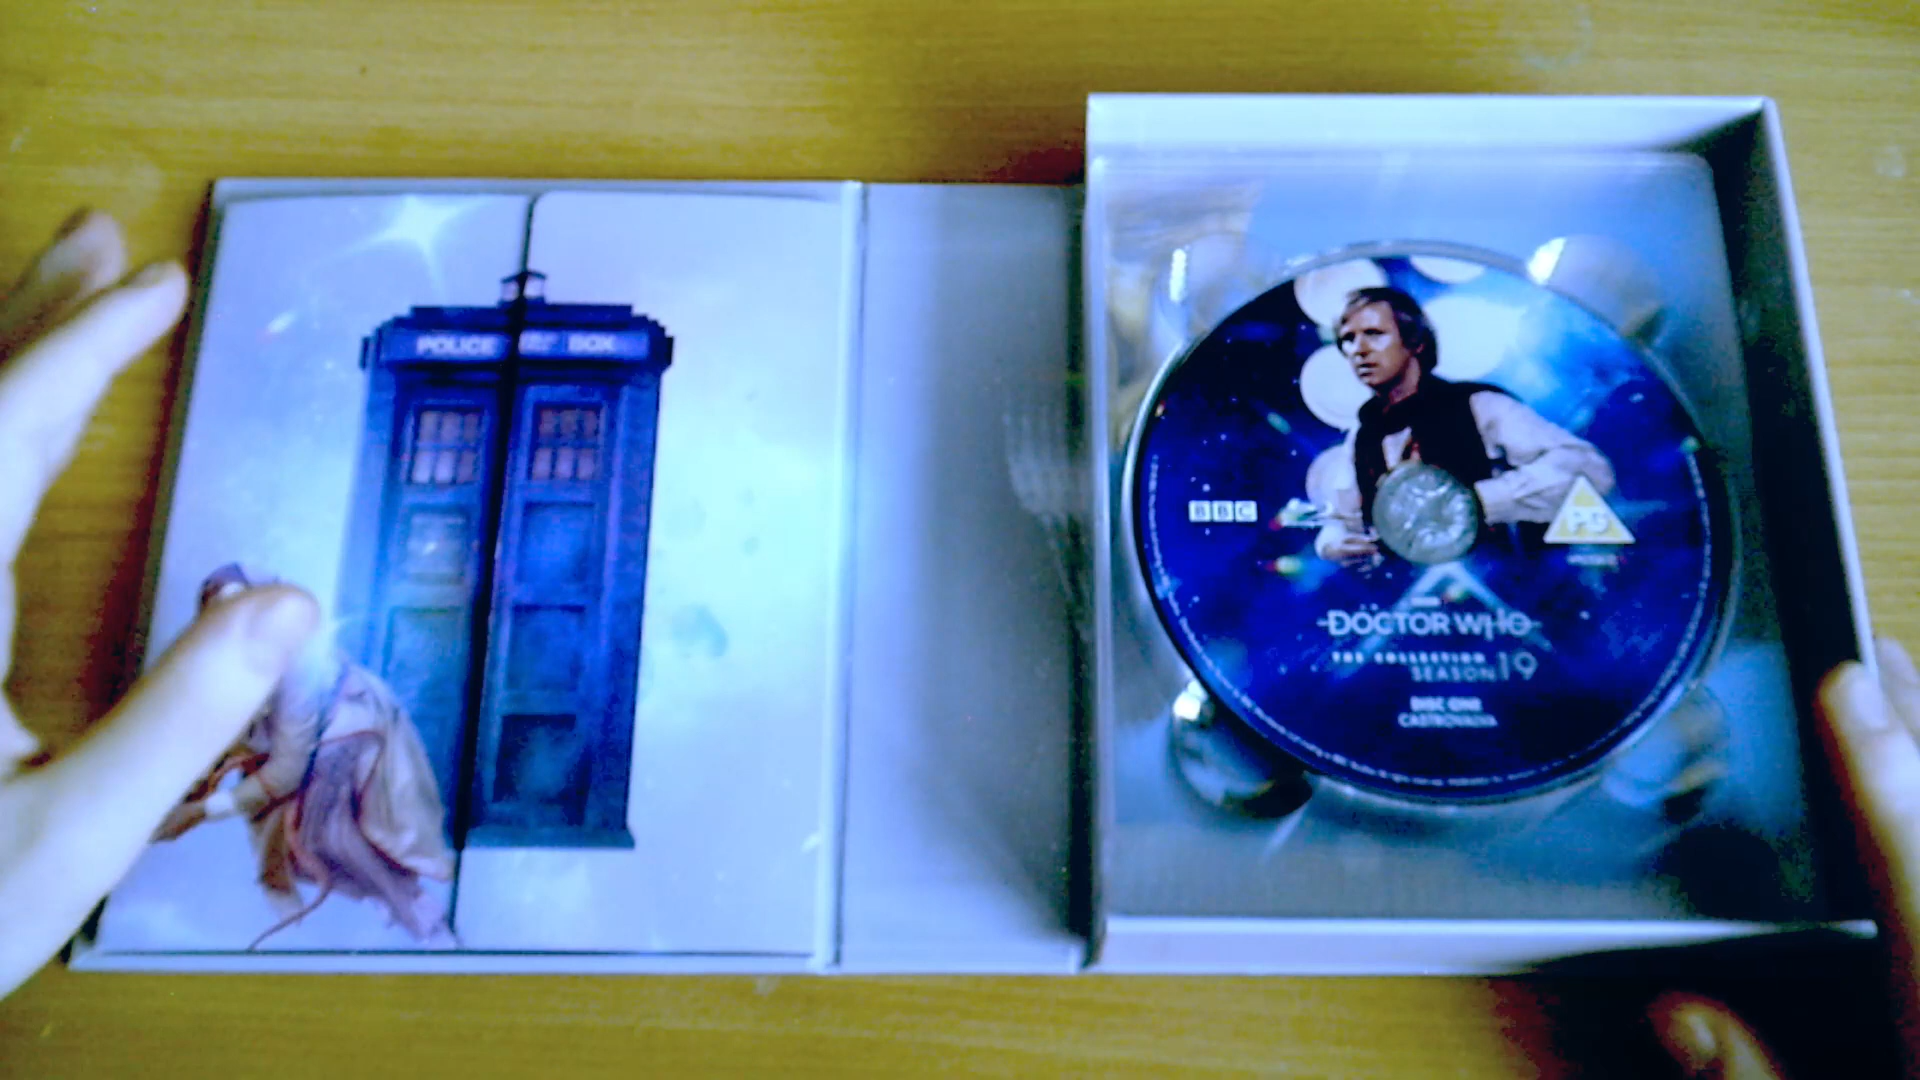 POLICE BOX
BBC
PG
DOCTOR WHO
THE COLLECTION
SEASON 19
DISC ONE
CASTROVALVA